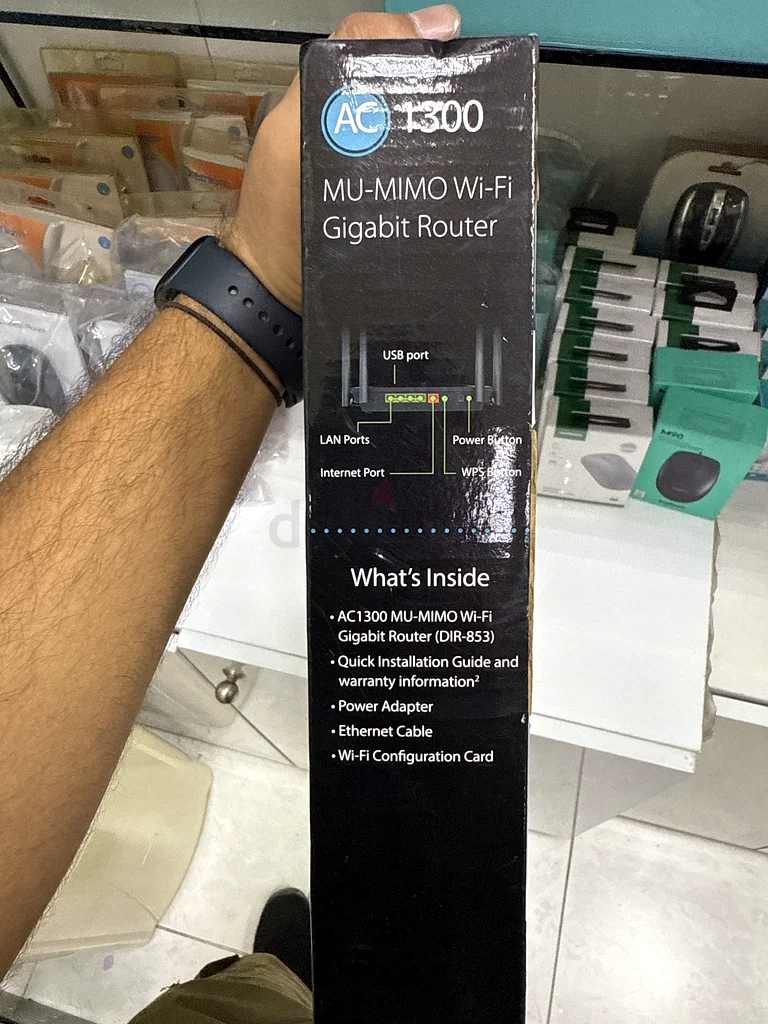 AC 1300
MU-MIMO Wi-Fi
Gigabit Router
USB port
LAN Ports
Power Button
Internet Port
WPS Button
What's Inside
• AC1300 MU-MIMO Wi-Fi
Gigabit Router (DIR-853)
• Quick Installation Guide and
warranty information²
• Power Adapter
• Ethernet Cable
• Wi-Fi Configuration Card